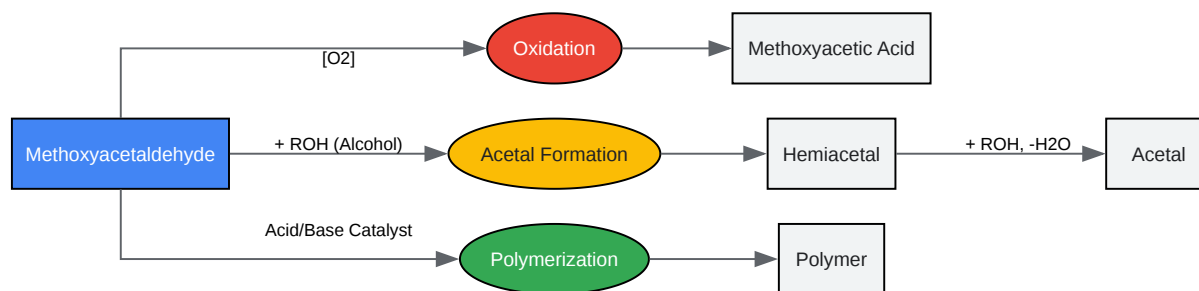 [O2]
Oxidation
Methoxyacetic Acid
Methoxyacetaldehyde
+ ROH (Alcohol)
Acetal Formation
Hemiacetal
+ ROH, -H2O
Acetal
Acid/Base Catalyst
Polymerization
Polymer